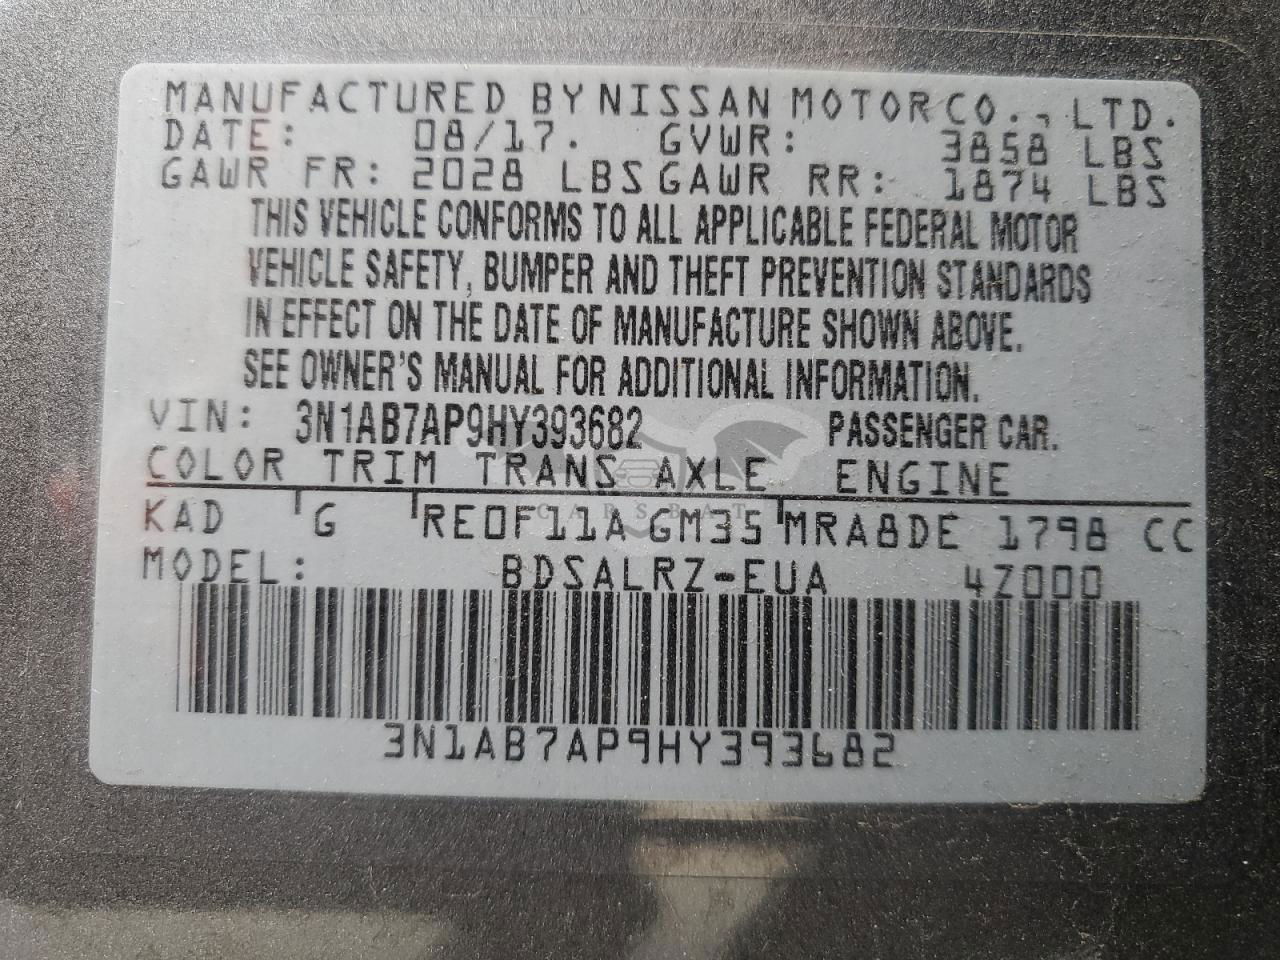 MANUFACTURED BY NISSAN MOTOR CO., LTD.
DATE: 08/17. GVWR: 3858 LBS
GAWR FR: 2028 LBS GAWR RR: 1874 LBS
THIS VEHICLE CONFORMS TO ALL APPLICABLE FEDERAL MOTOR
VEHICLE SAFETY, BUMPER AND THEFT PREVENTION STANDARDS
IN EFFECT ON THE DATE OF MANUFACTURE SHOWN ABOVE.
SEE OWNER'S MANUAL FOR ADDITIONAL INFORMATION.
VIN: 3N1AB7AP9HY393682 PASSENGER CAR.
COLOR TRIM TRANS AXLE ENGINE
KAD G RE0F11A GM35 MRA8DE 1798 CC
CARSBAT
MODEL: BDSALRZ-EUA 4Z000
3N1AB7AP9HY393682